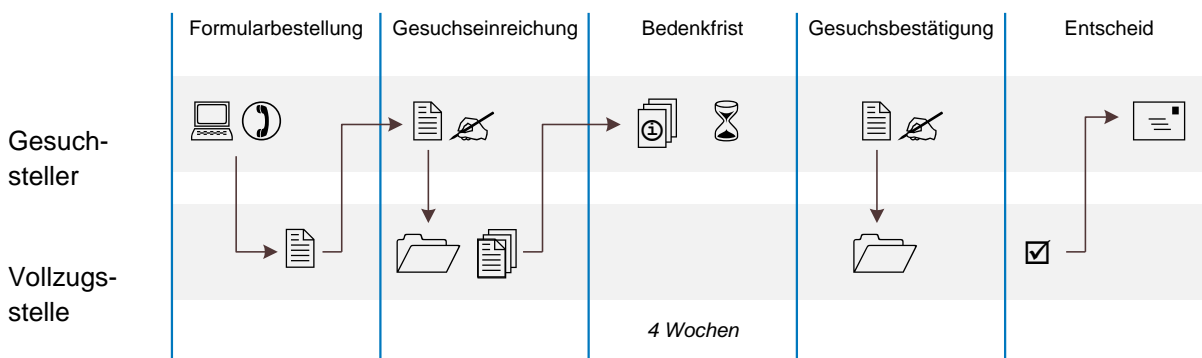 Formularbestellung
Gesuchseinreichung
Bedenkfrist
Gesuchsbestätigung
Entscheid
Gesuch-
steller
Vollzugs-
stelle
4 Wochen